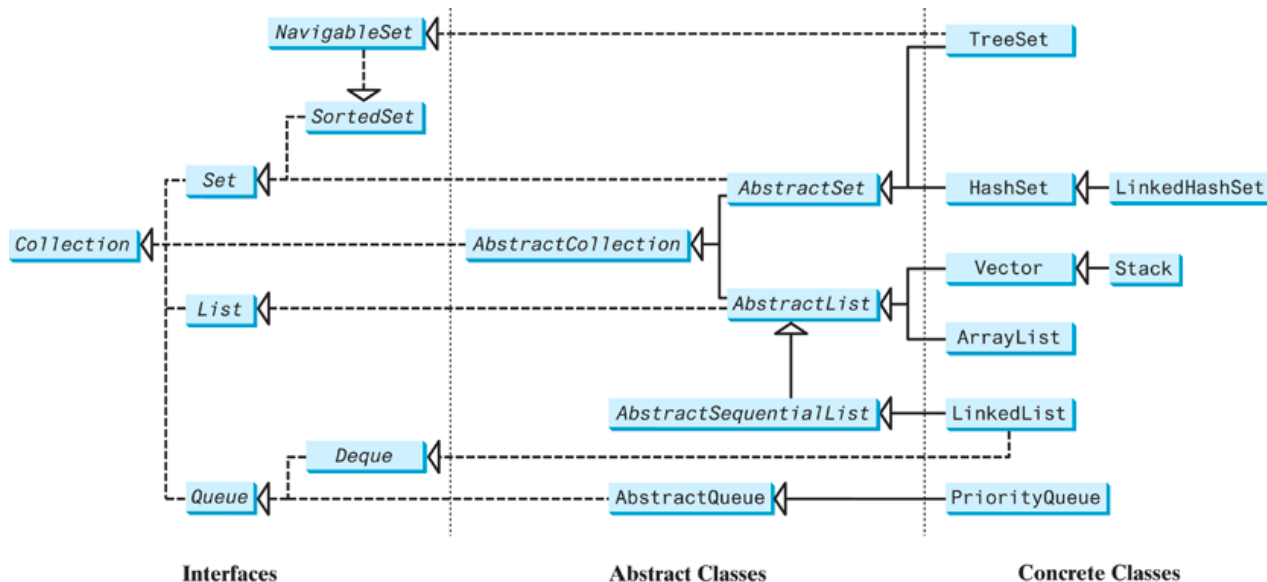 NavigableSet
TreeSet
SortedSet
Set
AbstractSet
HashSet
LinkedHashSet
Collection
AbstractCollection
Vector
Stack
List
AbstractList
ArrayList
AbstractSequentialList
LinkedList
Deque
Queue
AbstractQueue
PriorityQueue
Interfaces
Abstract Classes
Concrete Classes